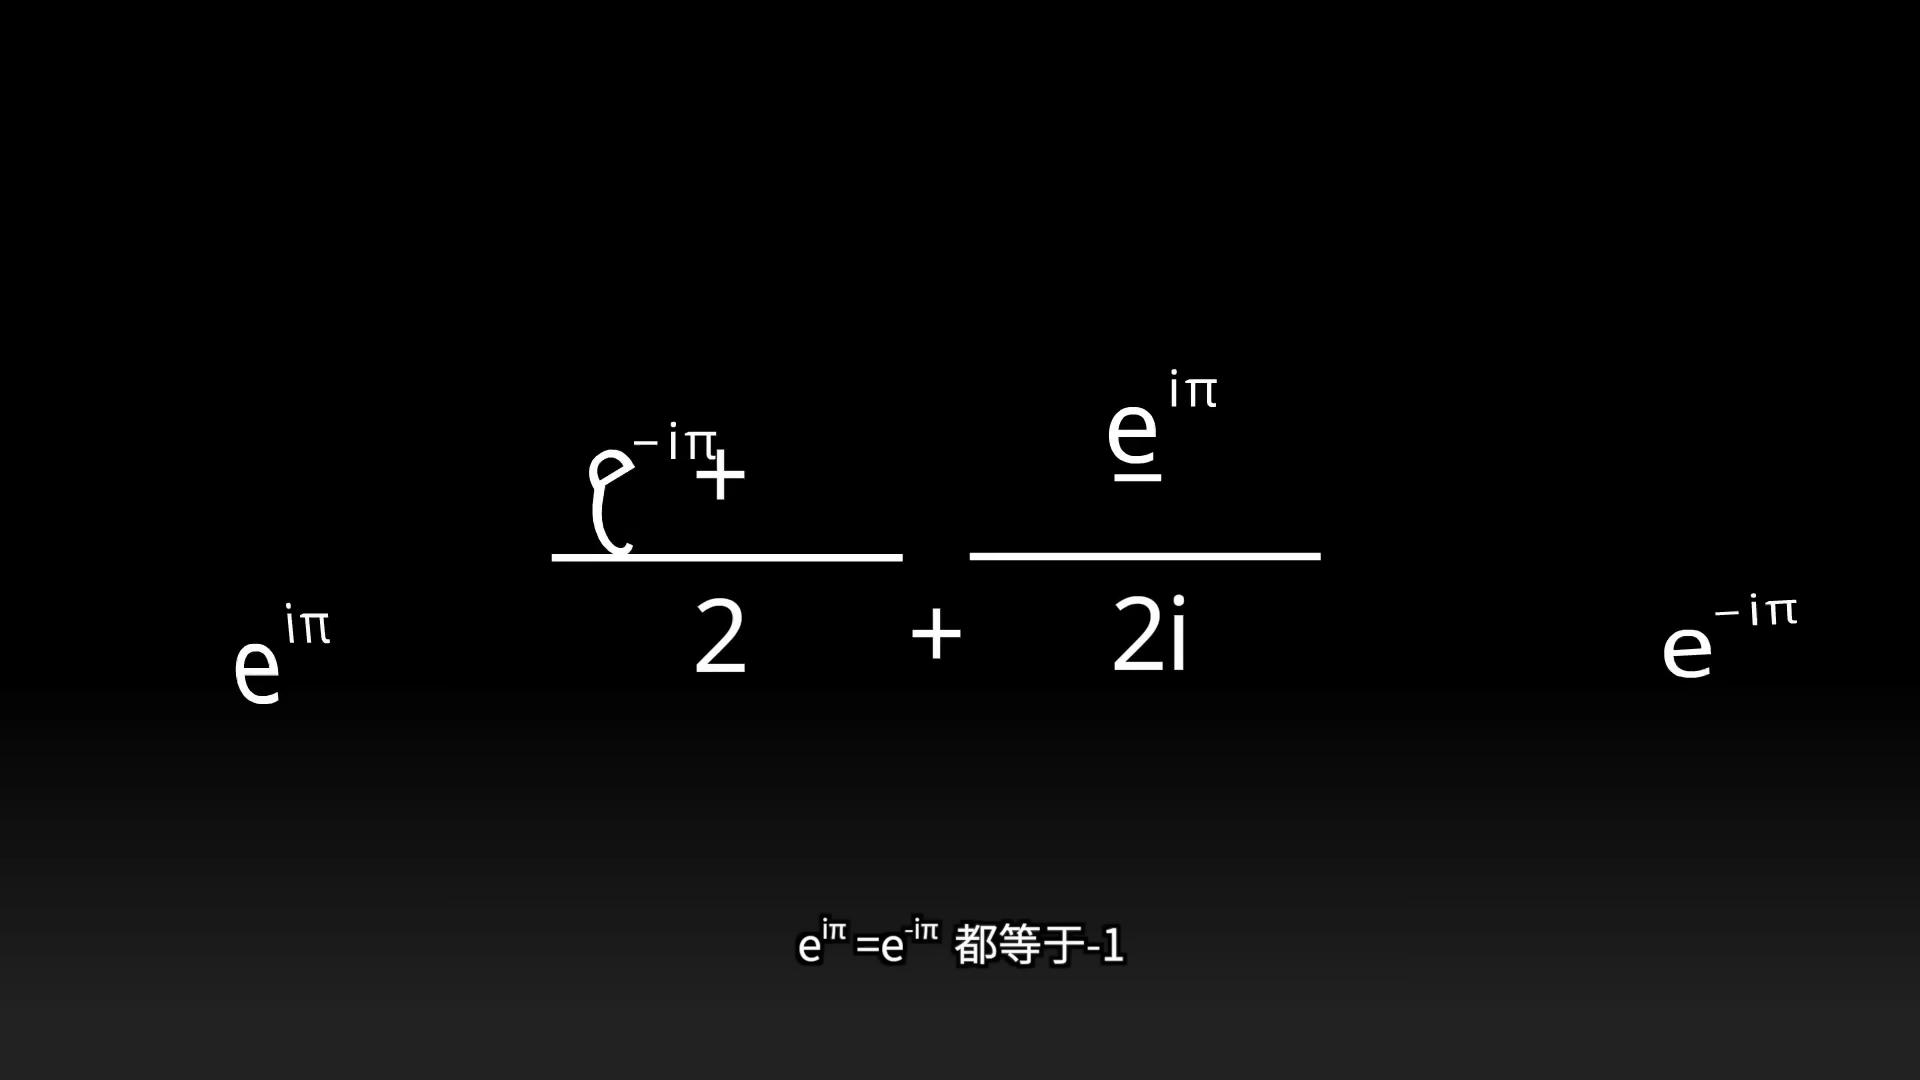 e^{iπ}
e^{-iπ} +
2
+
e^{iπ} −
2i
e^{-iπ}
e^{iπ}=e^{-iπ} 都等于-1